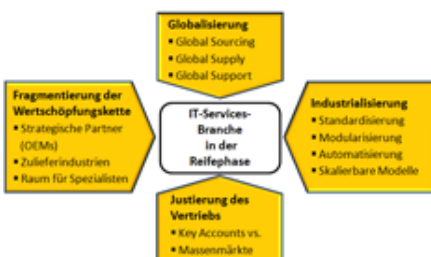 Globalisierung
▪ Global Sourcing
▪ Global Supply
▪ Global Support
Fragmentierung der
Wertschöpfungskette
▪ Strategische Partner
(OEMs)
▪ Zulieferindustrien
▪ Raum für Spezialisten
IT-Services-
Branche
in der
Reifephase
Industrialisierung
▪ Standardisierung
▪ Modularisierung
▪ Automatisierung
▪ Skalierbare Modelle
Justierung des
Vertriebs
▪ Key Accounts vs.
▪ Massenmärkte